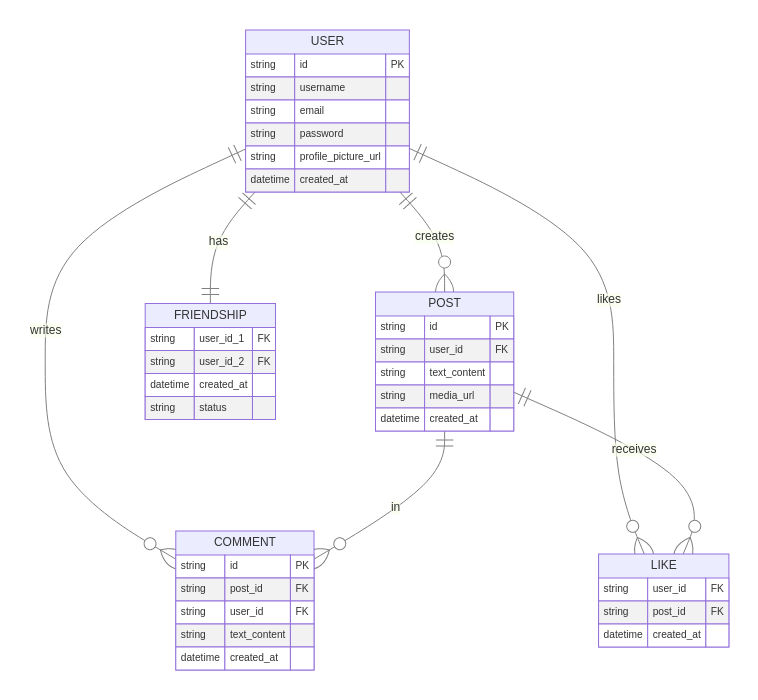 USER
string id PK
string username
string email
string password
string profile_picture_url
datetime created_at
has
creates
likes
writes
FRIENDSHIP
string user_id_1 FK
string user_id_2 FK
datetime created_at
string status
POST
string id PK
string user_id FK
string text_content
string media_url
datetime created_at
receives
in
COMMENT
string id PK
string post_id FK
string user_id FK
string text_content
datetime created_at
LIKE
string user_id FK
string post_id FK
datetime created_at